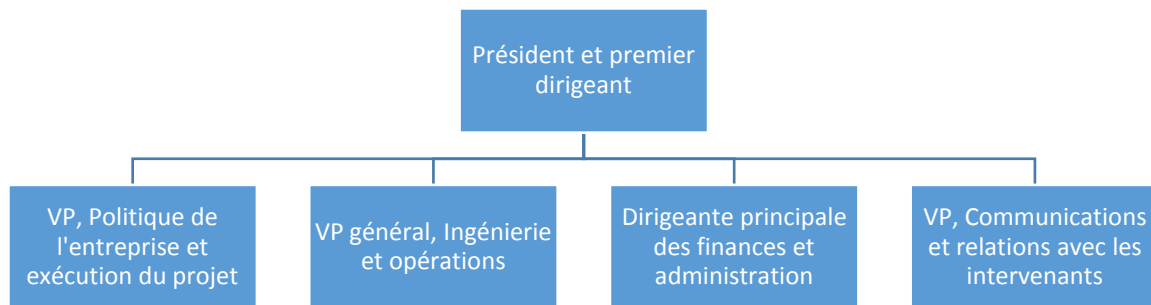 Président et premier
dirigeant
VP, Politique de
l'entreprise et
exécution du projet
VP général, Ingénierie
et opérations
Dirigeante principale
des finances et
administration
VP, Communications
et relations avec les
intervenants